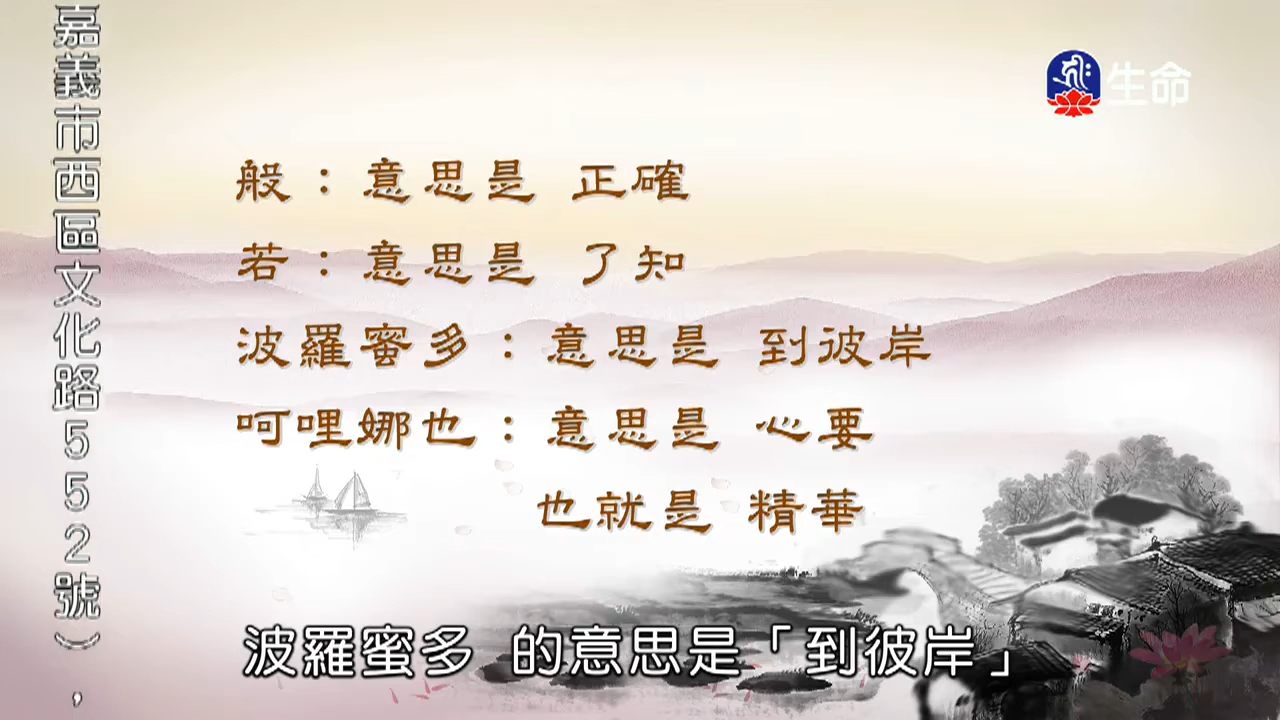 嘉義市西區文化路552號），
生命
般：意思是 正確
若：意思是 了知
波羅蜜多：意思是 到彼岸
呵哩娜也：意思是 心要
也就是 精華
波羅蜜多 的意思是「到彼岸」